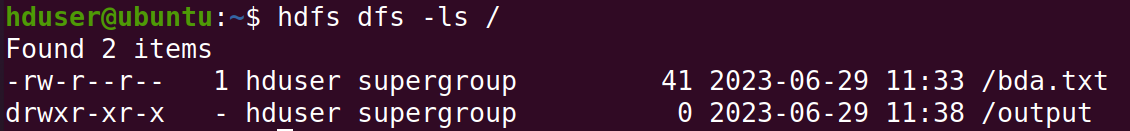 hduser@ubuntu:~$ hdfs dfs -ls /
Found 2 items
-rw-r--r--   1 hduser supergroup         41 2023-06-29 11:33 /bda.txt
drwxr-xr-x   - hduser supergroup          0 2023-06-29 11:38 /output